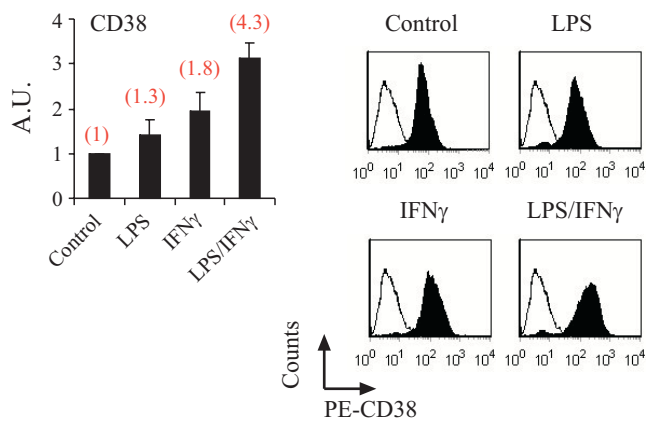 CD38
A.U.
4
3
2
1
0
(1)
(1.3)
(1.8)
(4.3)
Control
LPS
IFNγ
LPS/IFNγ
Control
10⁰ 10¹ 10² 10³ 10⁴
LPS
10⁰ 10¹ 10² 10³ 10⁴
IFNγ
10⁰ 10¹ 10² 10³ 10⁴
LPS/IFNγ
10⁰ 10¹ 10² 10³ 10⁴
Counts
PE-CD38